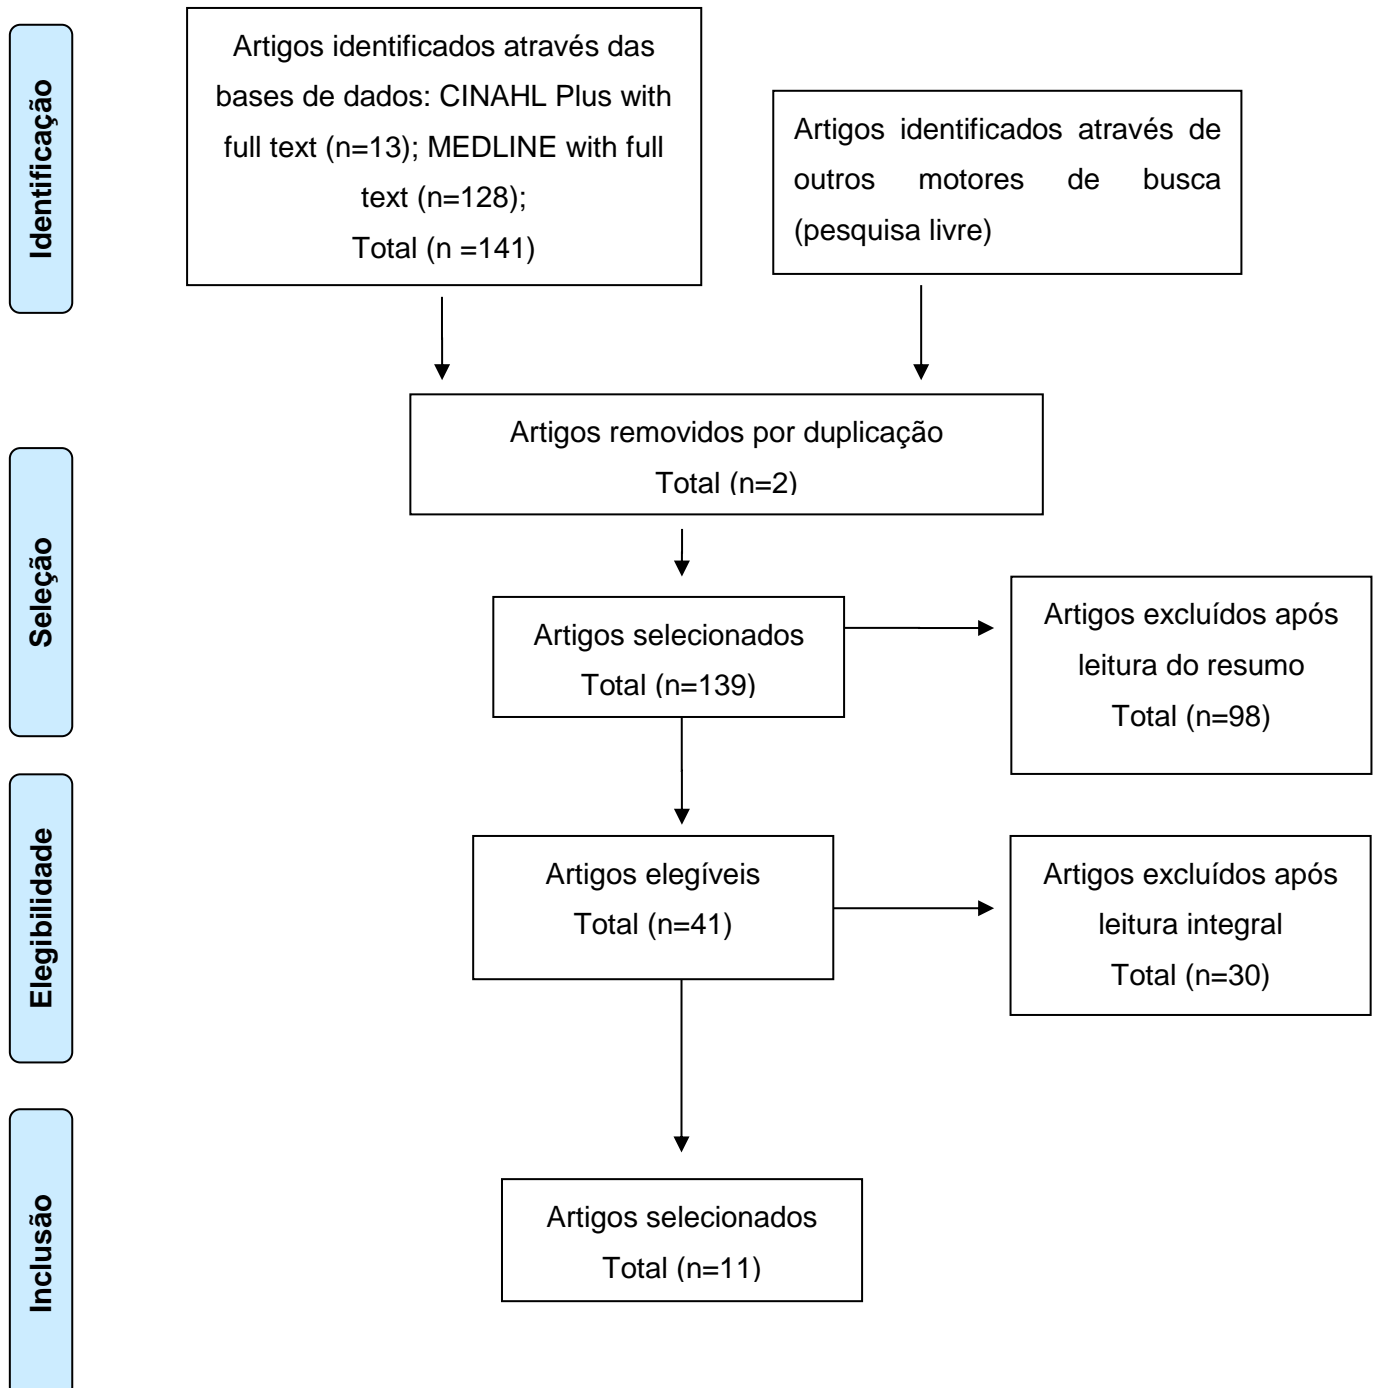 Identificação
Artigos identificados através das
bases de dados: CINAHL Plus with
full text (n=13); MEDLINE with full
text (n=128);
Total (n =141)
Artigos identificados através de
outros motores de busca
(pesquisa livre)
Artigos removidos por duplicação
Total (n=2)
Seleção
Artigos selecionados
Total (n=139)
Artigos excluídos após
leitura do resumo
Total (n=98)
Elegibilidade
Artigos elegíveis
Total (n=41)
Artigos excluídos após
leitura integral
Total (n=30)
Inclusão
Artigos selecionados
Total (n=11)